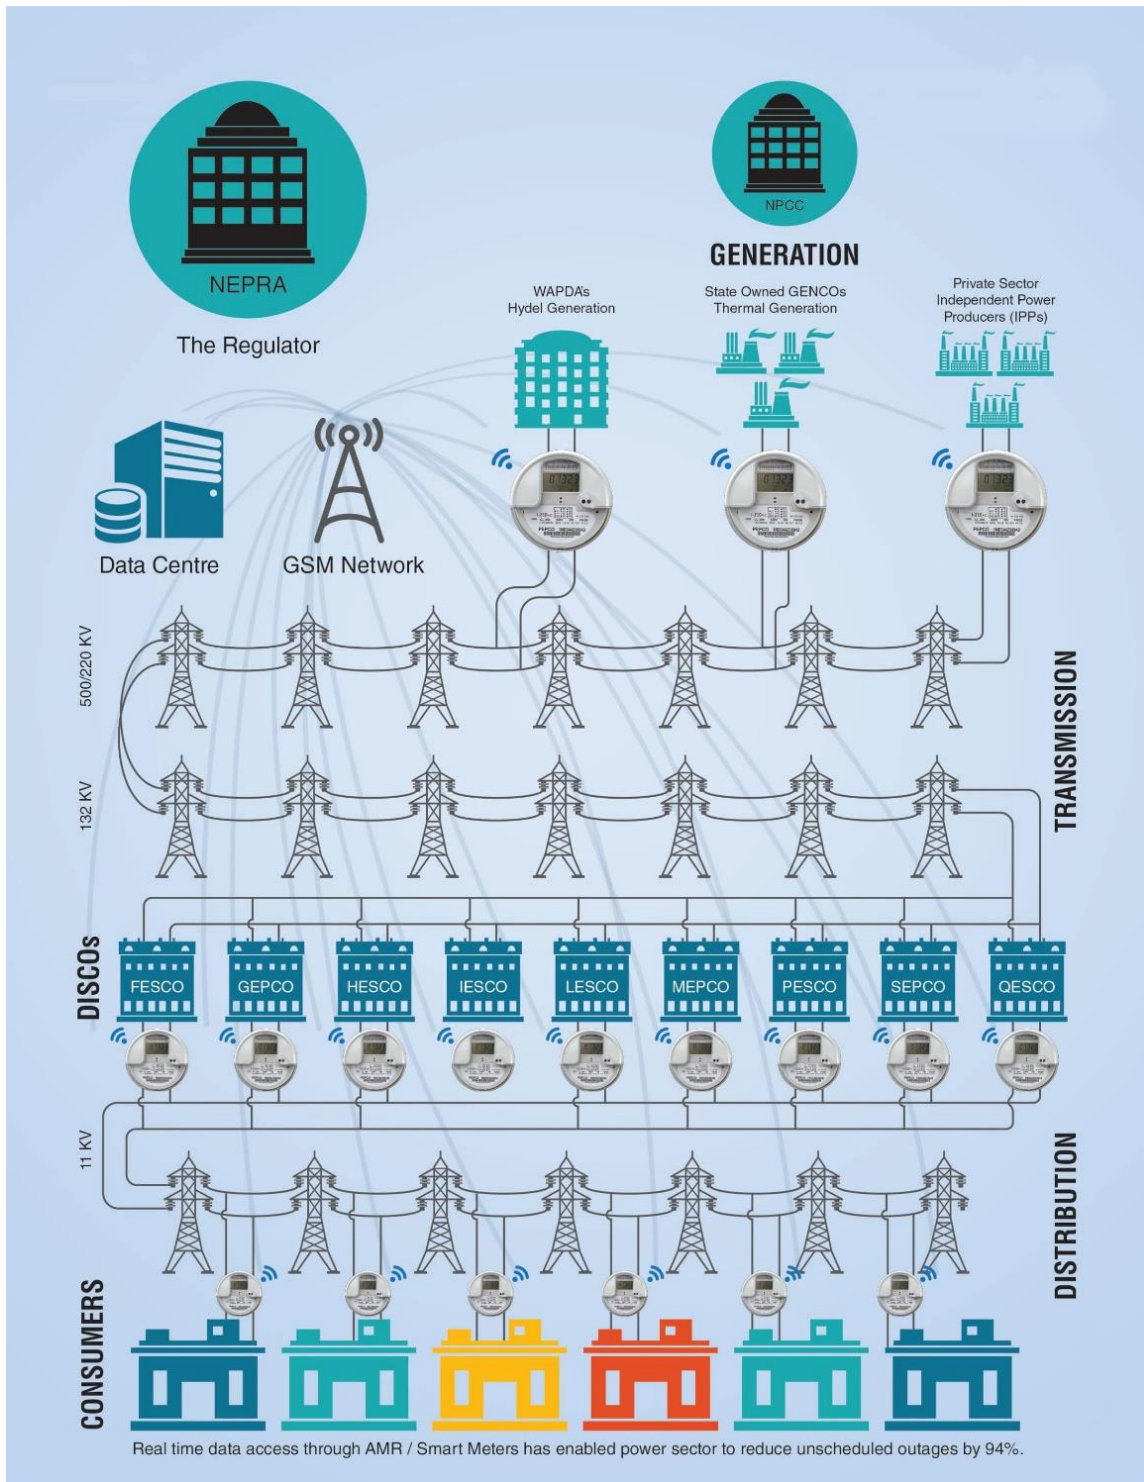 NEPRA
The Regulator
NPCC
GENERATION
WAPDA's
Hydel Generation
State Owned GENCOs
Thermal Generation
Private Sector
Independent Power
Producers (IPPs)
Data Centre
GSM Network
07323
07323
07323
500/220 KV
132 KV
TRANSMISSION
DISCOs
FESCO
GEPCO
HESCO
IESCO
LESCO
MEPCO
PESCO
SEPCO
QESCO
11 KV
DISTRIBUTION
CONSUMERS
Real time data access through AMR / Smart Meters has enabled power sector to reduce unscheduled outages by 94%.